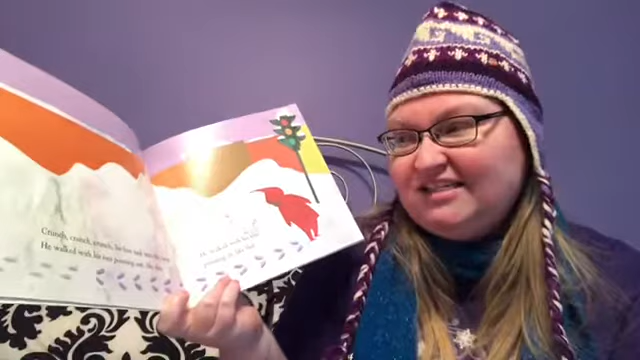 Crunch, crunch, crunch, his feet sank into the snow.
He walked with his toes pointing out, like this:
He walked with his toes
pointing in, like that: